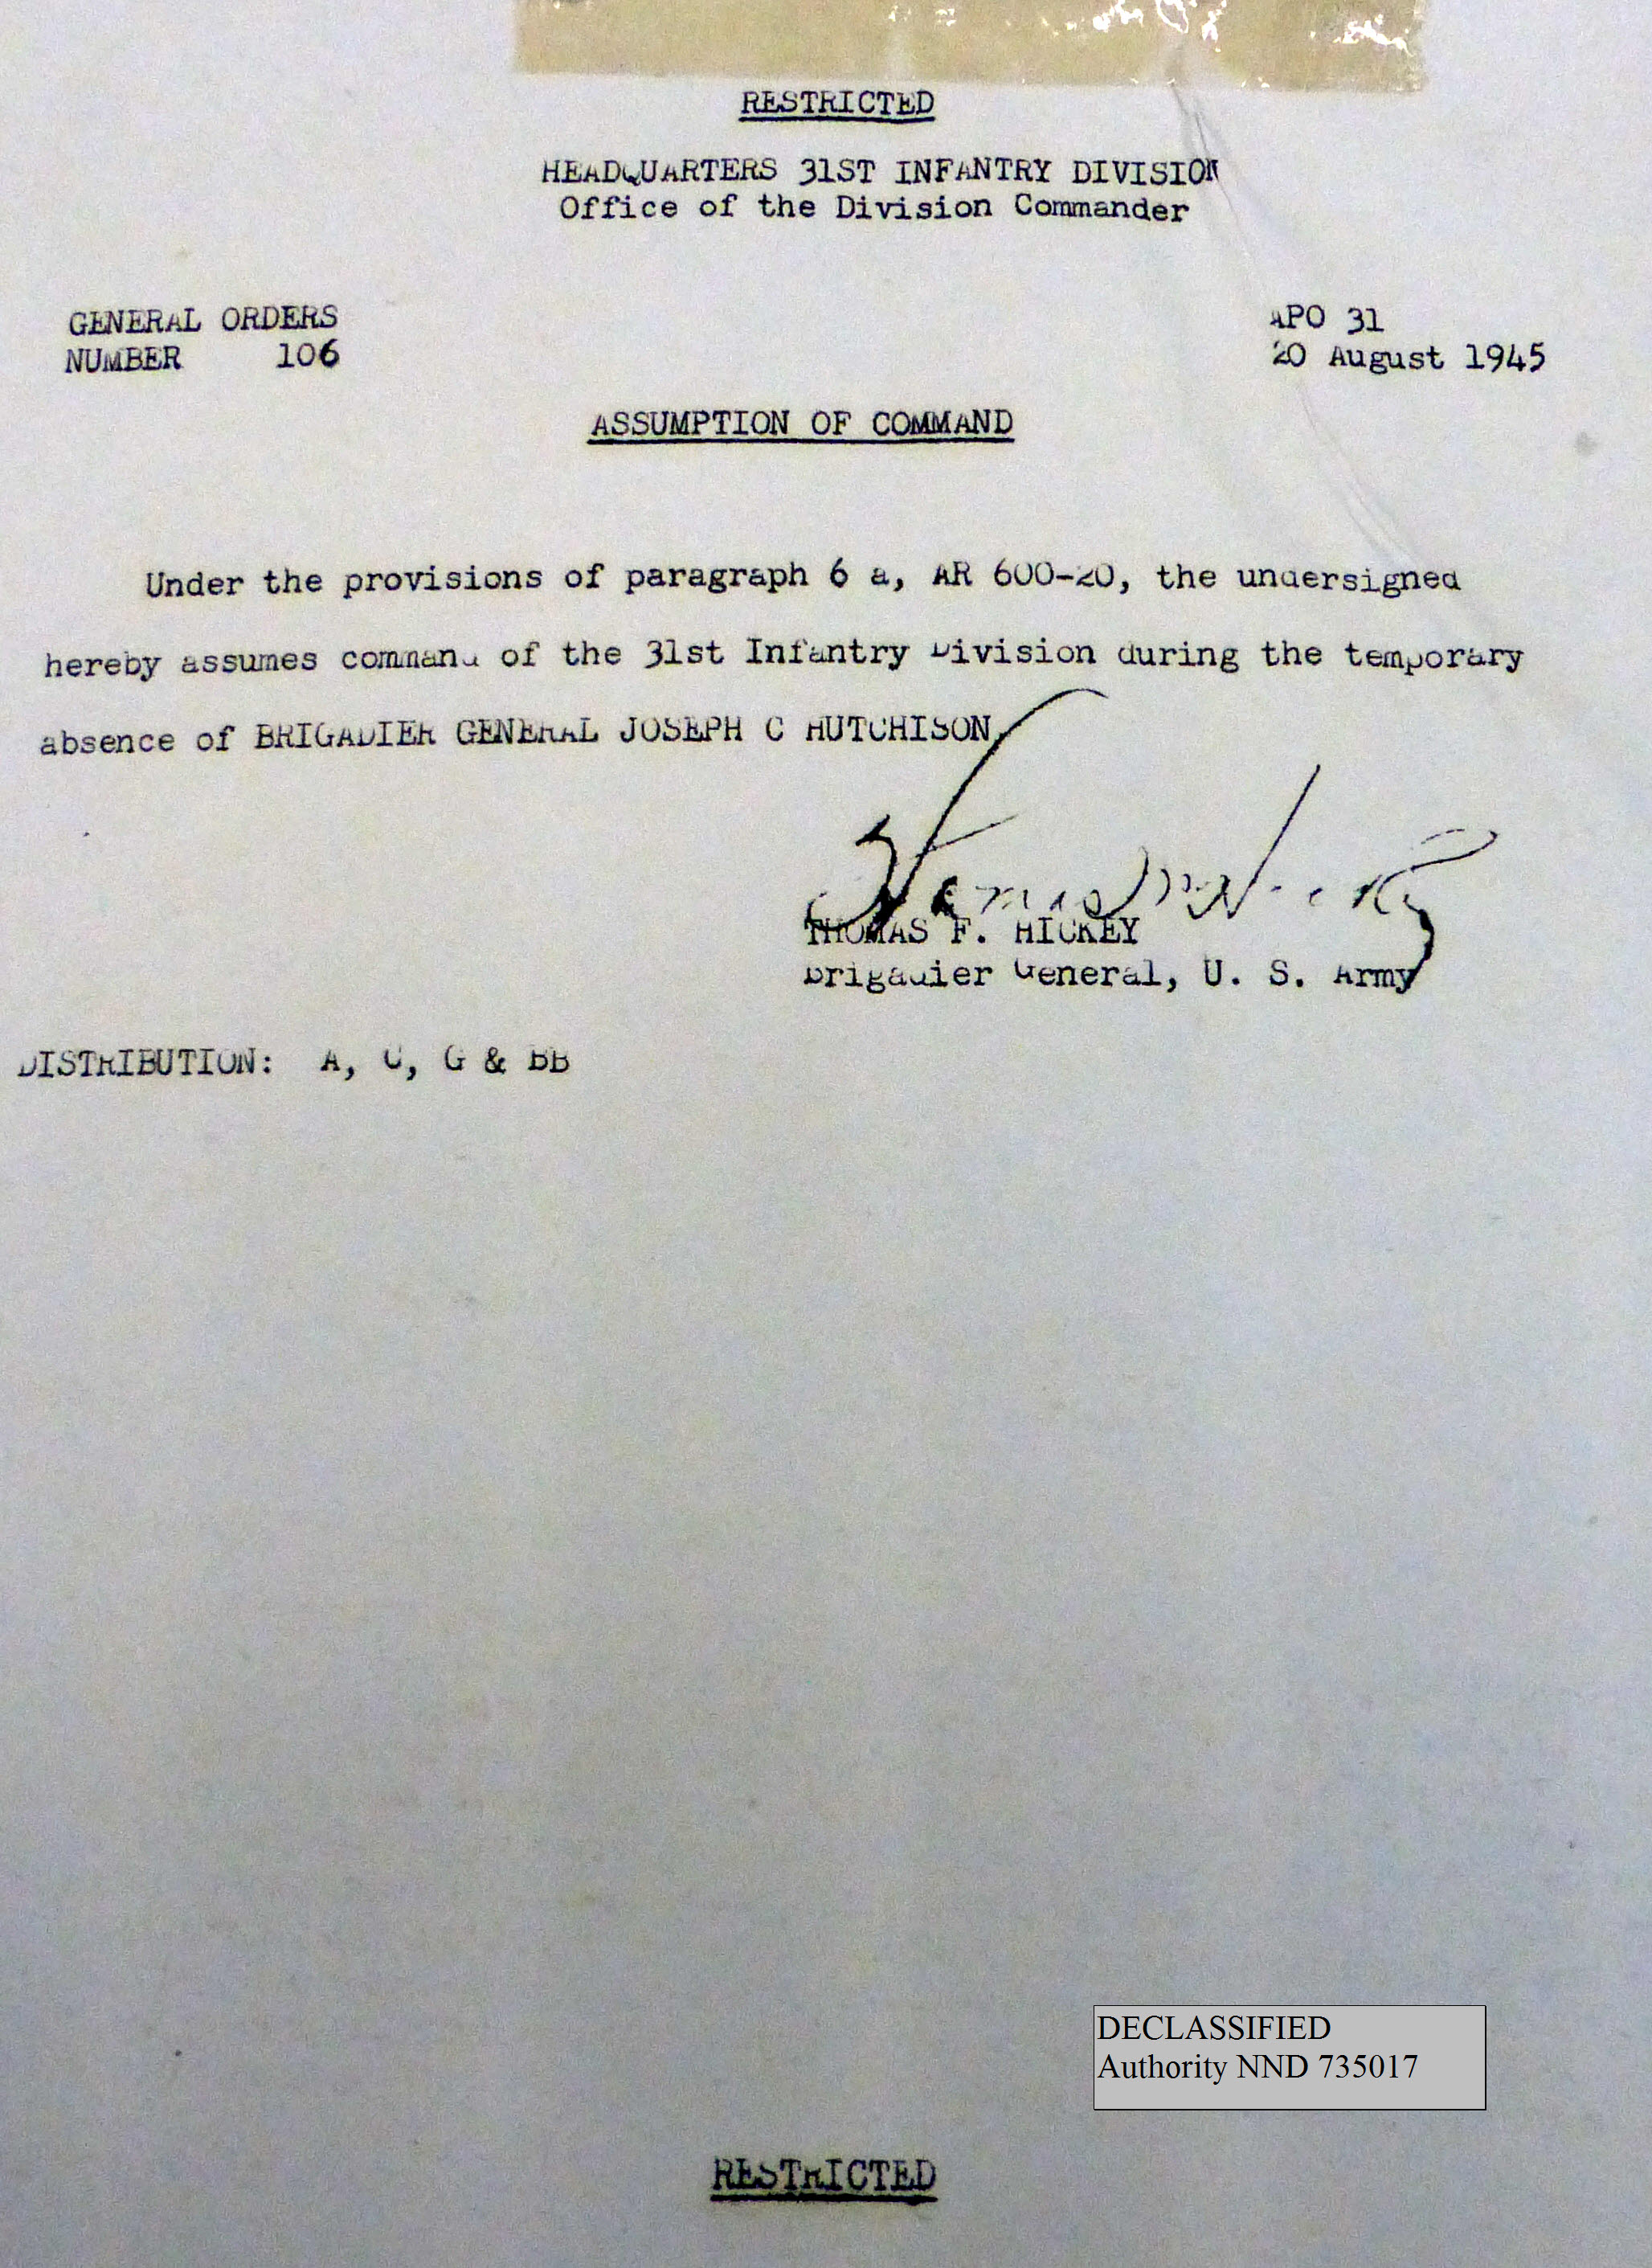 RESTRICTED
HEADQUARTERS 31ST INFANTRY DIVISION
Office of the Division Commander
GENERAL ORDERS
NUMBER 106
APO 31
20 August 1945
ASSUMPTION OF COMMAND
Under the provisions of paragraph 6 a, AR 600-20, the undersigned
hereby assumes command of the 31st Infantry Division during the temporary
absence of BRIGADIER GENERAL JOSEPH C HUTCHISON.
THOMAS F. HICKEY
Brigadier General, U. S. Army
DISTRIBUTION: A, C, G & BB
DECLASSIFIED
Authority NND 735017
RESTRICTED